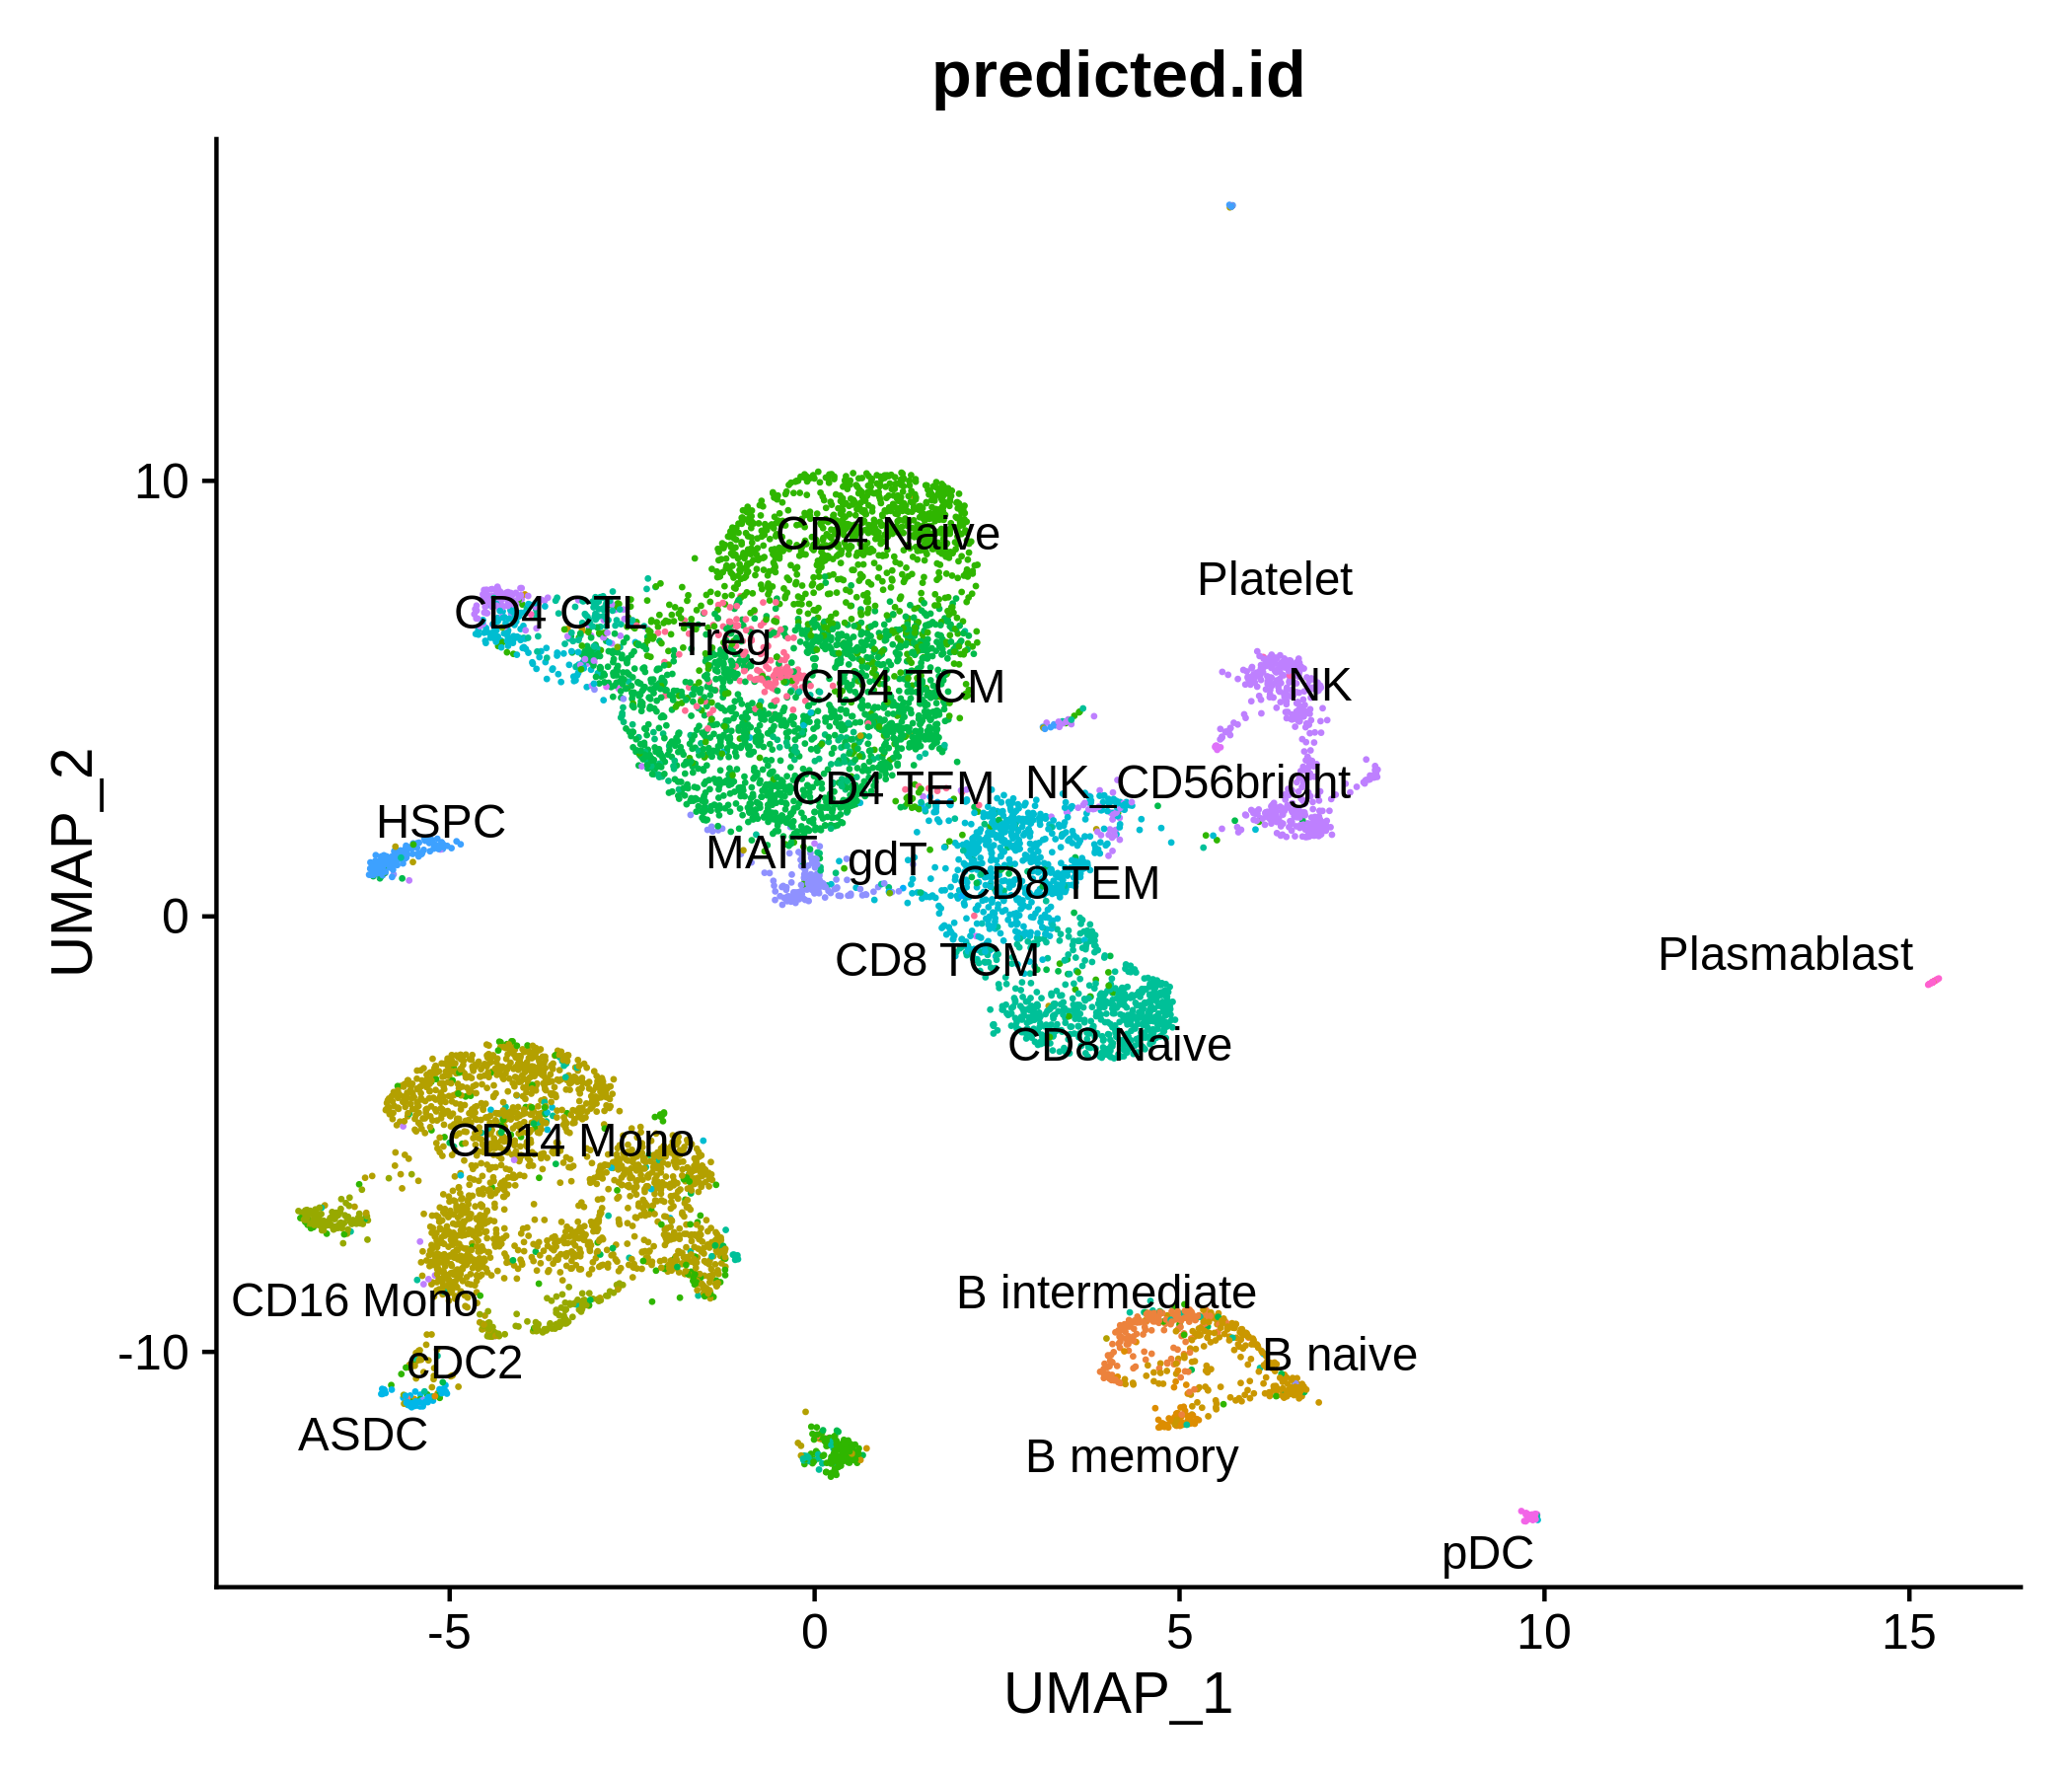 predicted.id
10
CD4 Naive
Platelet
CD4 CTL
Treg
CD4 TCM
NK
CD4 TEM
NK_CD56bright
HSPC
MAIT
gdT
CD8 TEM
0
CD8 TCM
Plasmablast
CD8 Naive
CD14 Mono
CD16 Mono
B intermediate
-10
cDC2
B naive
ASDC
B memory
pDC
-5
0
5
10
15
UMAP_1
UMAP_2